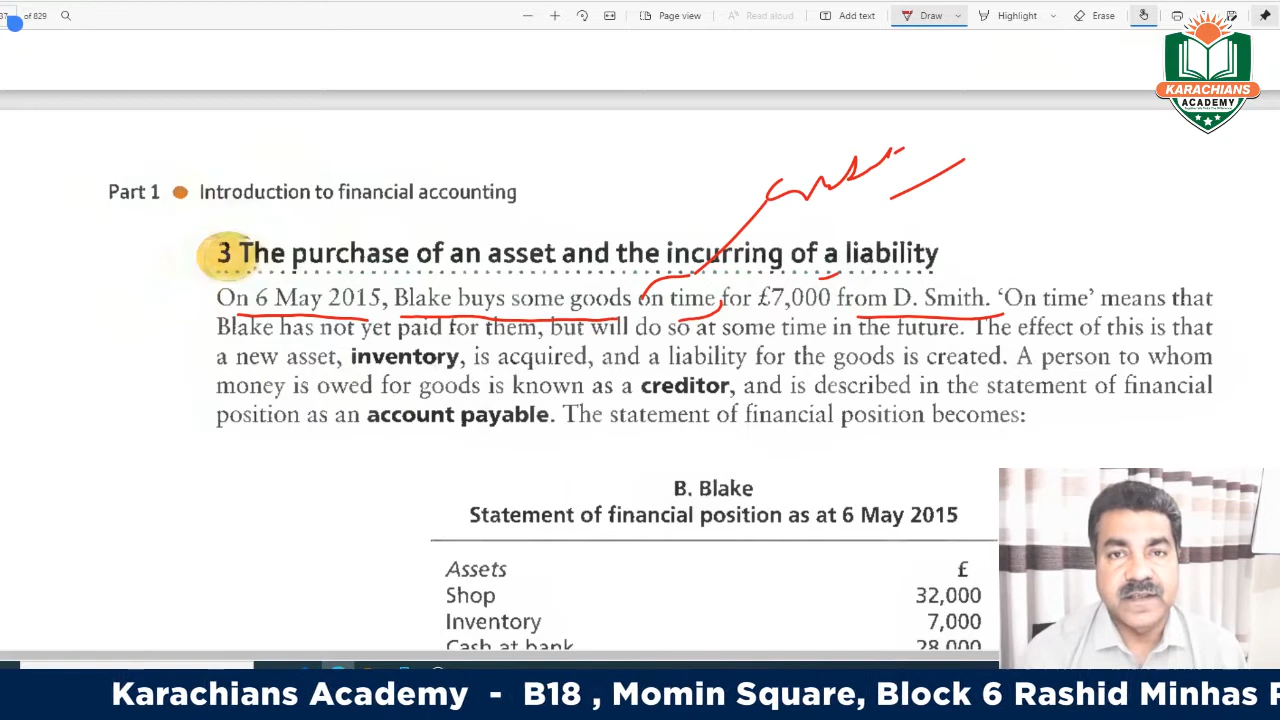 37 of 829
Page view
Read aloud
Add text
Draw
Highlight
Erase
KARACHIANS
ACADEMY
Part 1 ● Introduction to financial accounting
3 The purchase of an asset and the incurring of a liability
On 6 May 2015, Blake buys some goods on time for £7,000 from D. Smith. ‘On time’ means that
Blake has not yet paid for them, but will do so at some time in the future. The effect of this is that
a new asset, inventory, is acquired, and a liability for the goods is created. A person to whom
money is owed for goods is known as a creditor, and is described in the statement of financial
position as an account payable. The statement of financial position becomes:
B. Blake
Statement of financial position as at 6 May 2015
Assets £
Shop 32,000
Inventory 7,000
Cash at bank 28,000
Karachians Academy - B18 , Momin Square, Block 6 Rashid Minhas